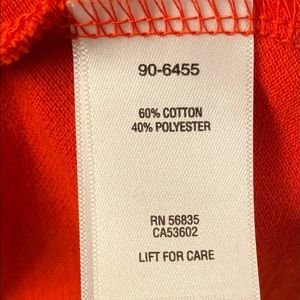 90-6455
60% COTTON
40% POLYESTER
RN 56835
CA53602
LIFT FOR CARE